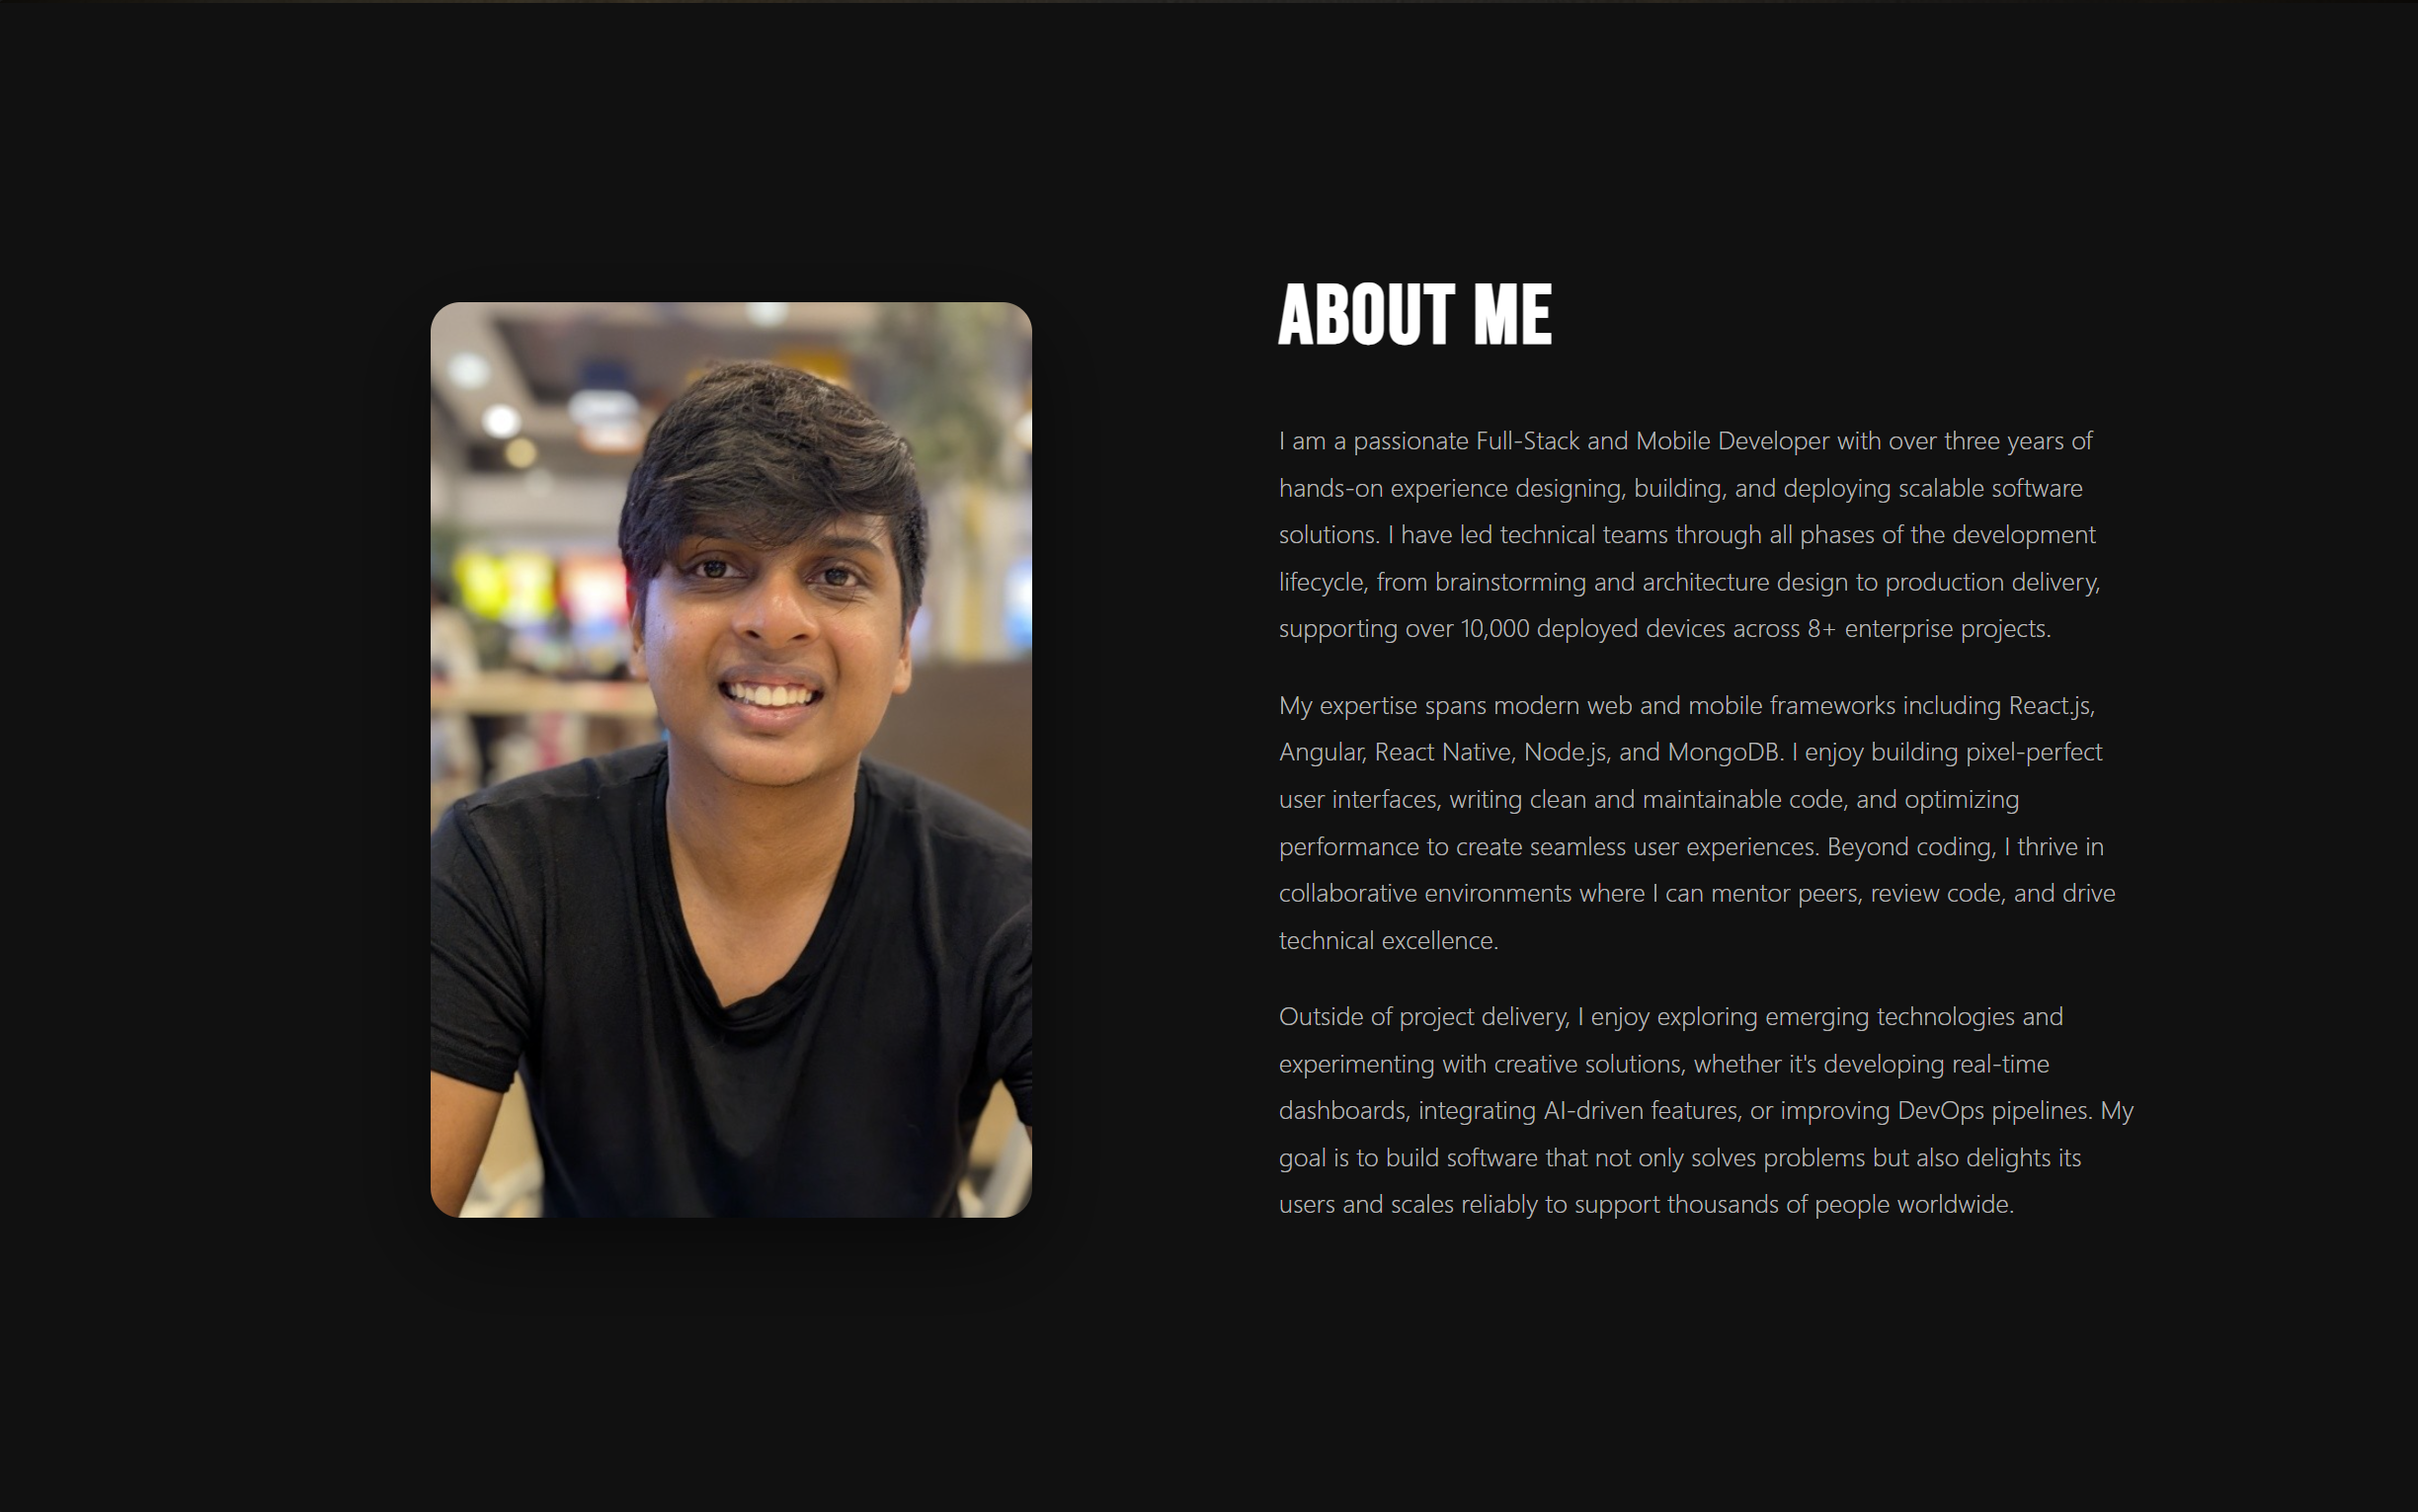 ABOUT ME
I am a passionate Full-Stack and Mobile Developer with over three years of
hands-on experience designing, building, and deploying scalable software
solutions. I have led technical teams through all phases of the development
lifecycle, from brainstorming and architecture design to production delivery,
supporting over 10,000 deployed devices across 8+ enterprise projects.
My expertise spans modern web and mobile frameworks including React.js,
Angular, React Native, Node.js, and MongoDB. I enjoy building pixel-perfect
user interfaces, writing clean and maintainable code, and optimizing
performance to create seamless user experiences. Beyond coding, I thrive in
collaborative environments where I can mentor peers, review code, and drive
technical excellence.
Outside of project delivery, I enjoy exploring emerging technologies and
experimenting with creative solutions, whether it's developing real-time
dashboards, integrating AI-driven features, or improving DevOps pipelines. My
goal is to build software that not only solves problems but also delights its
users and scales reliably to support thousands of people worldwide.